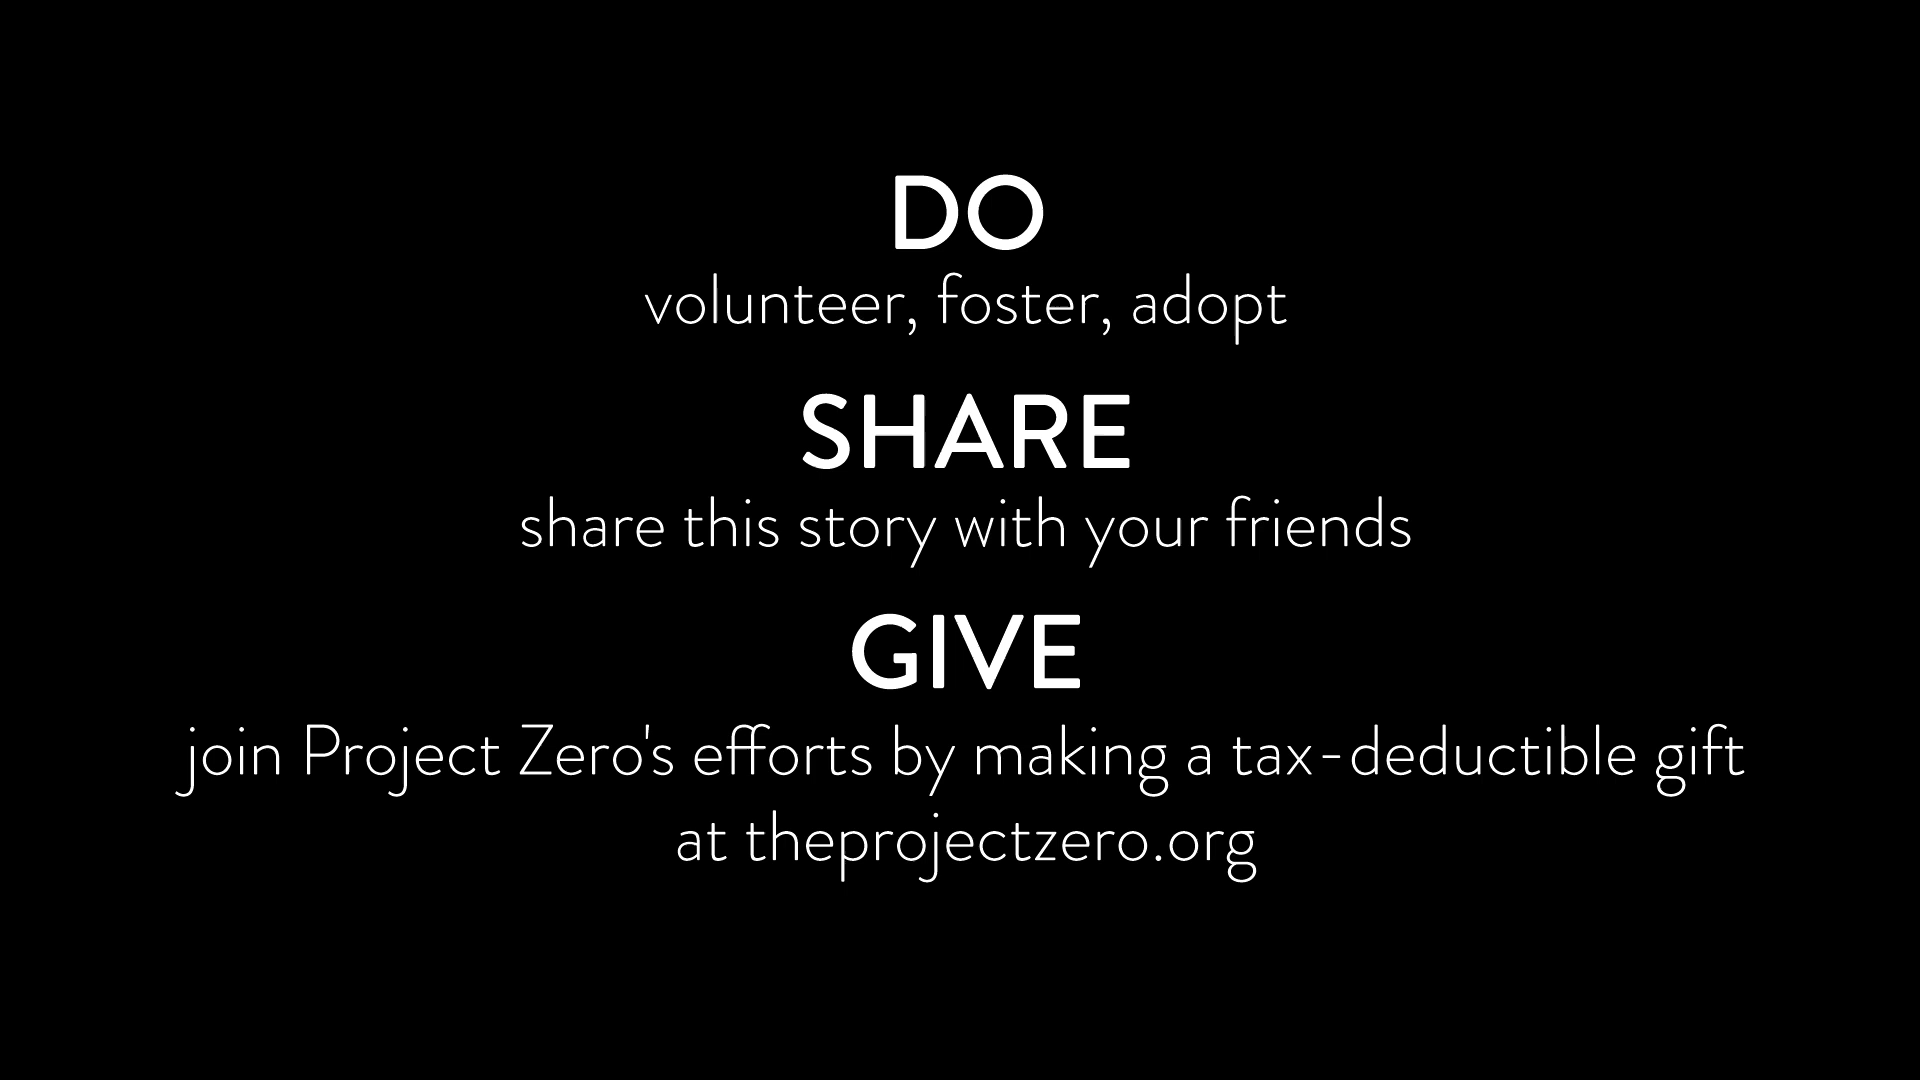 DO
volunteer, foster, adopt
SHARE
share this story with your friends
GIVE
join Project Zero's efforts by making a tax-deductible gift
at theprojectzero.org